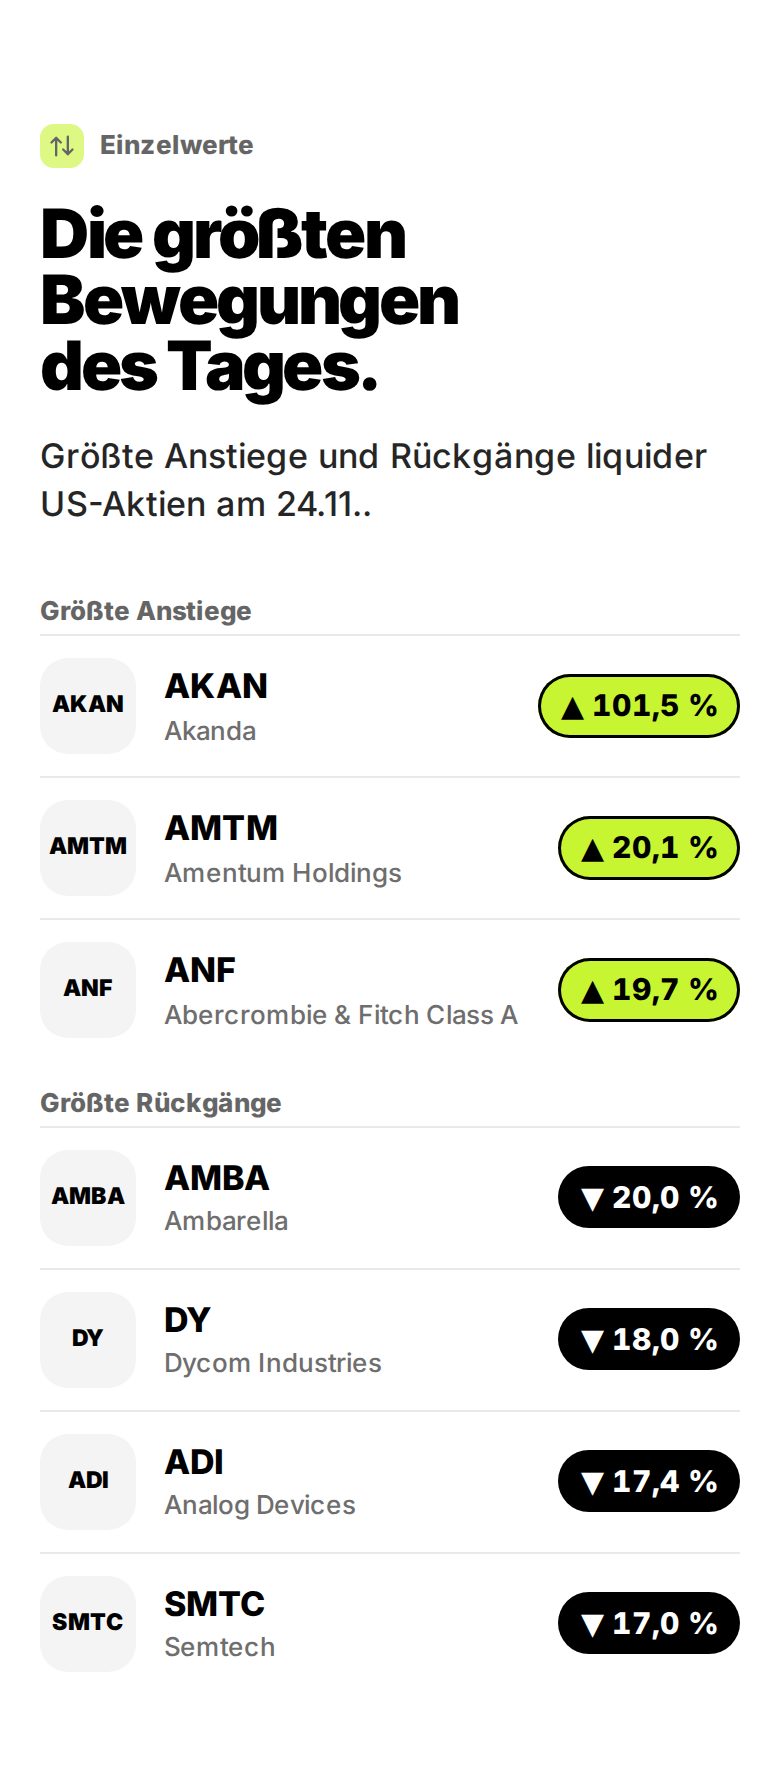 Einzelwerte
Die größten
Bewegungen
des Tages.
Größte Anstiege und Rückgänge liquider
US-Aktien am 24.11..
Größte Anstiege
AKAN
AKAN
Akanda
▲ 101,5 %
AMTM
AMTM
Amentum Holdings
▲ 20,1 %
ANF
ANF
Abercrombie & Fitch Class A
▲ 19,7 %
Größte Rückgänge
AMBA
AMBA
Ambarella
▼ 20,0 %
DY
DY
Dycom Industries
▼ 18,0 %
ADI
ADI
Analog Devices
▼ 17,4 %
SMTC
SMTC
Semtech
▼ 17,0 %